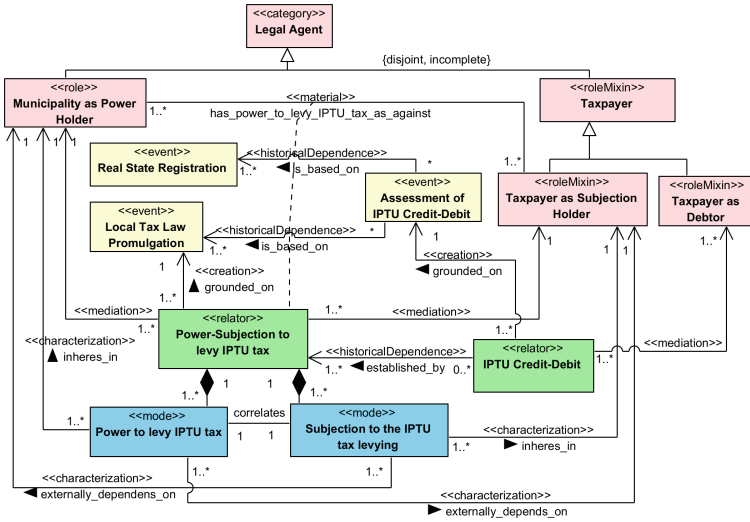 <<category>>
Legal Agent
{disjoint, incomplete}
<<role>>
Municipality as Power
Holder
<<material>>
has_power_to_levy_IPTU_tax_as_against
<<roleMixin>>
Taxpayer
1..*
1
1
1
1..*
<<event>>
Real State Registration
<<historicalDependence>>
1..*
is_based_on
*
<<event>>
Assessment of
IPTU Credit-Debit
<<roleMixin>>
Taxpayer as Subjection
Holder
<<roleMixin>>
Taxpayer as
Debtor
<<event>>
Local Tax Law
Promulgation
<<historicalDependence>>
1..*
is_based_on
*
1
1
1
1
1..*
1
<<creation>>
grounded_on
<<creation>>
grounded_on
<<mediation>>
1..*
1..*
<<relator>>
Power-Subjection to
levy IPTU tax
1..*
<<mediation>>
1..*
<<relator>>
IPTU Credit-Debit
1..*
<<mediation>>
<<characterization>>
inheres_in
<<historicalDependence>>
1..*
established_by
0..*
1
1
1..*
1..*
1..*
<<mode>>
Power to levy IPTU tax
correlates
1
1
<<mode>>
Subjection to the IPTU
tax levying
<<characterization>>
1..*
inheres_in
1..*
1..*
<<characterization>>
externally_dependens_on
<<characterization>>
externally_depends_on